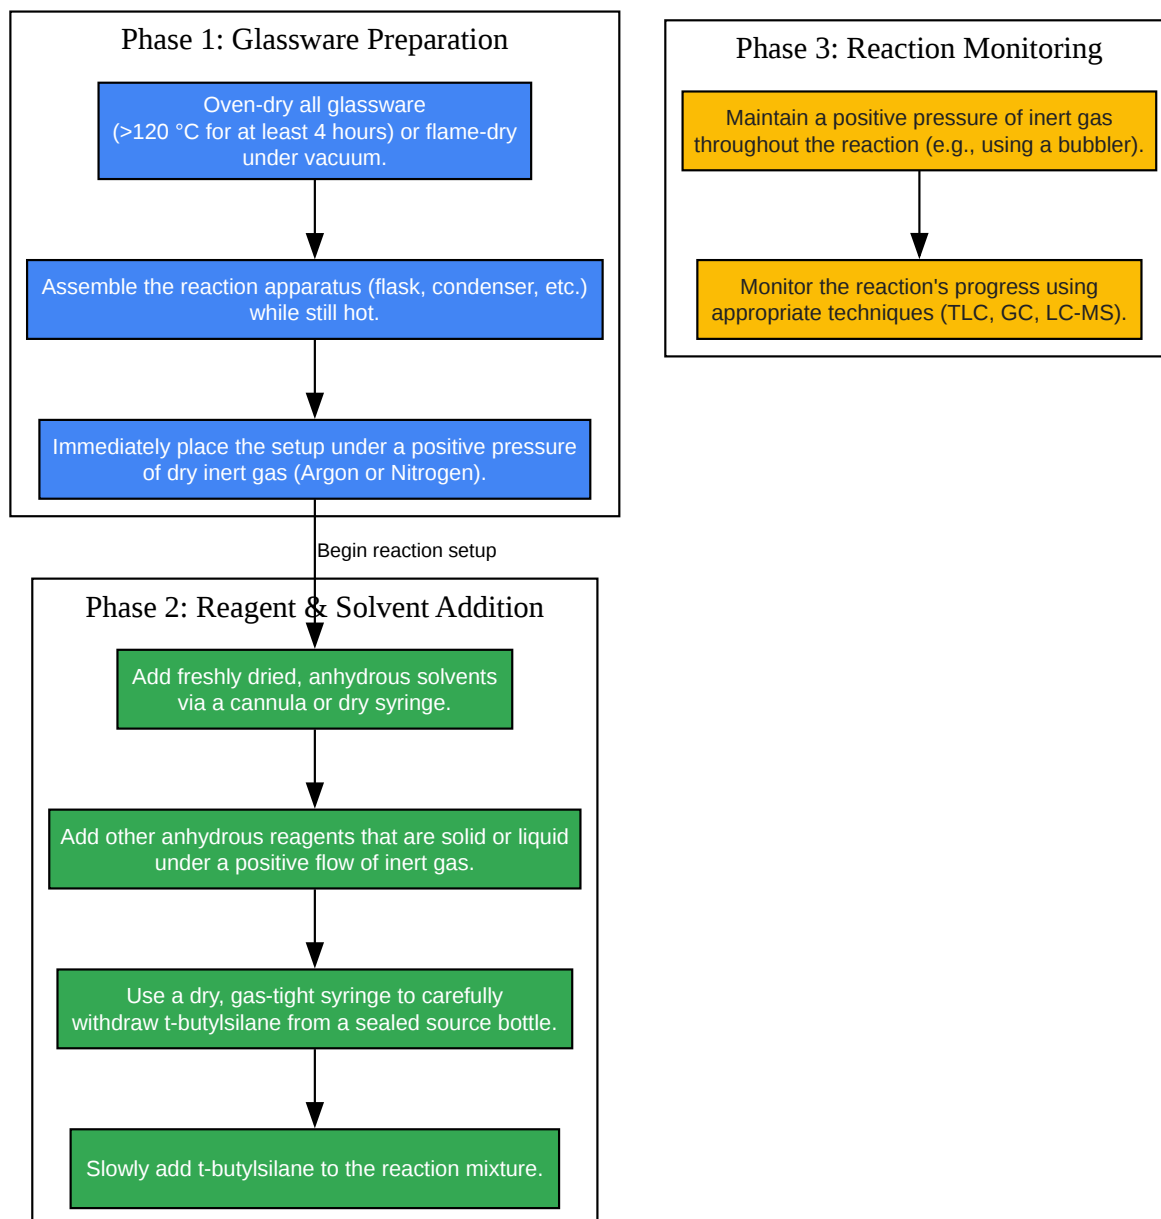 Phase 1: Glassware Preparation
Oven-dry all glassware
(>120 °C for at least 4 hours) or flame-dry
under vacuum.
Assemble the reaction apparatus (flask, condenser, etc.)
while still hot.
Immediately place the setup under a positive pressure
of dry inert gas (Argon or Nitrogen).
Begin reaction setup
Phase 2: Reagent & Solvent Addition
Add freshly dried, anhydrous solvents
via a cannula or dry syringe.
Add other anhydrous reagents that are solid or liquid
under a positive flow of inert gas.
Use a dry, gas-tight syringe to carefully
withdraw t-butylsilane from a sealed source bottle.
Slowly add t-butylsilane to the reaction mixture.
Phase 3: Reaction Monitoring
Maintain a positive pressure of inert gas
throughout the reaction (e.g., using a bubbler).
Monitor the reaction's progress using
appropriate techniques (TLC, GC, LC-MS).